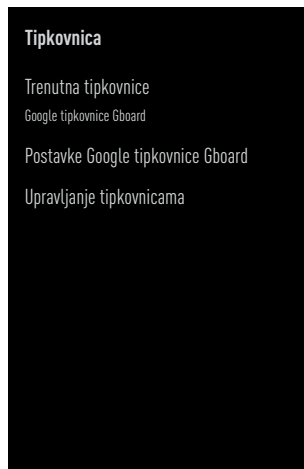 Tipkovnica
Trenutna tipkovnice
Google tipkovnice Gboard
Postavke Google tipkovnice Gboard
Upravljanje tipkovnicama